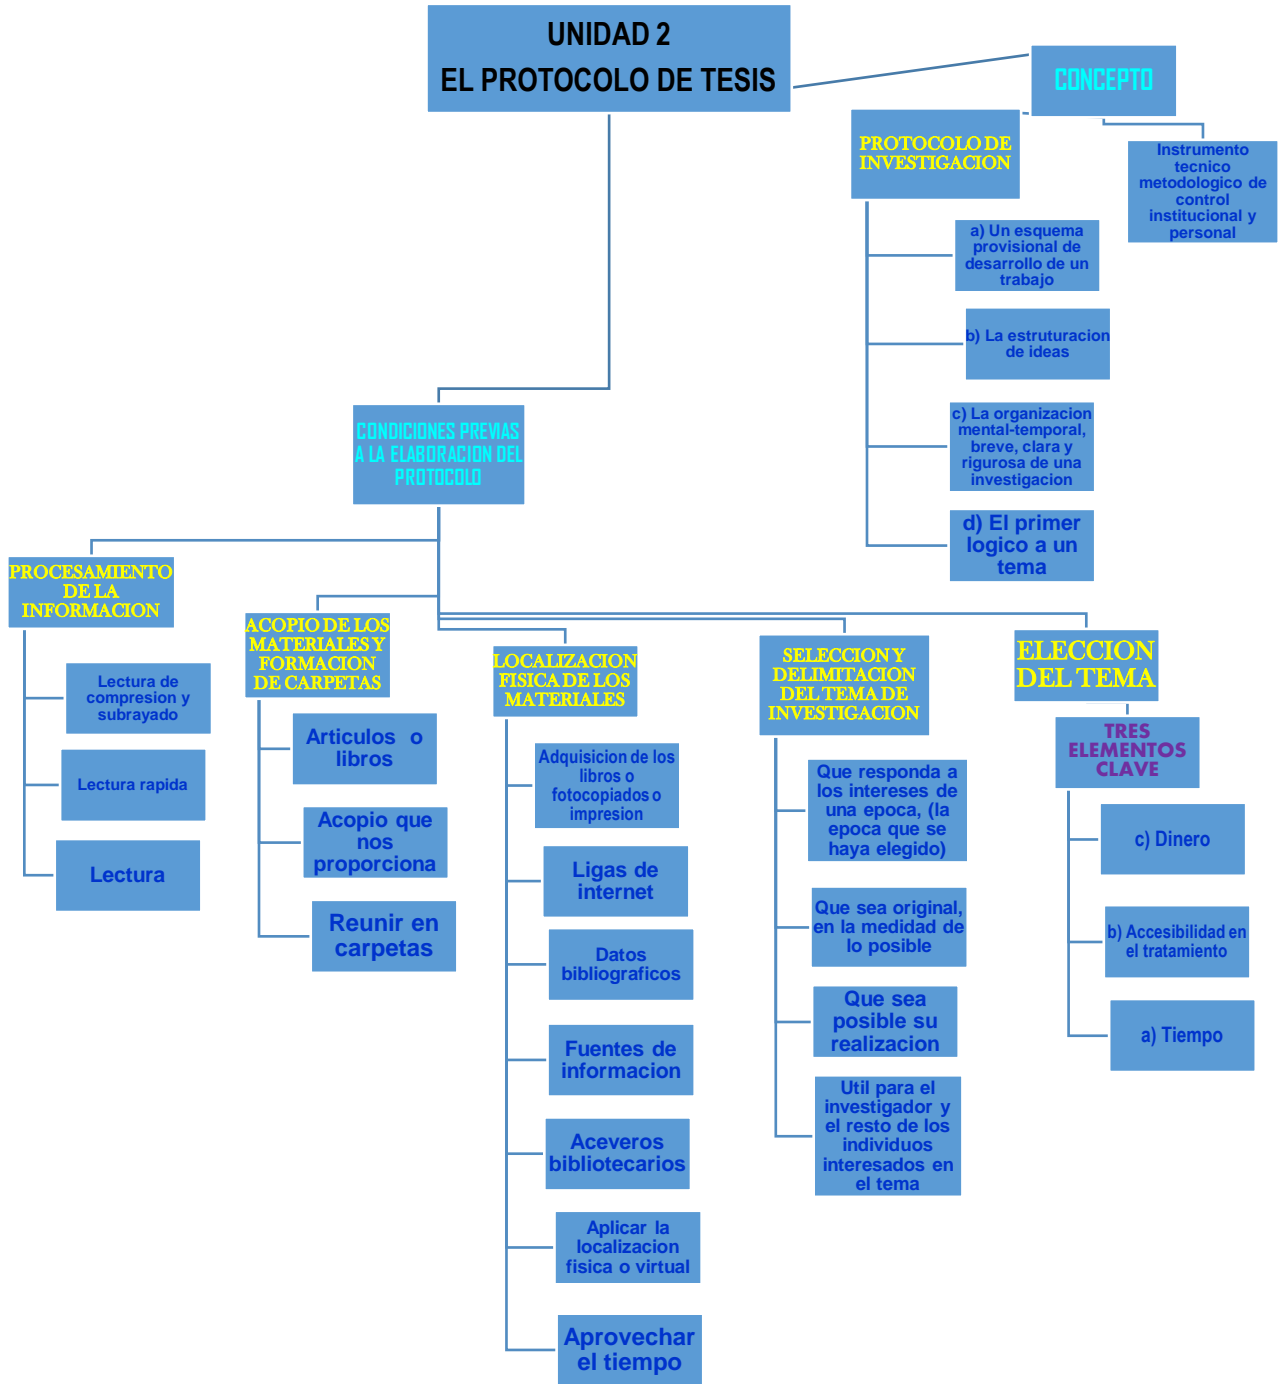 UNIDAD 2
EL PROTOCOLO DE TESIS
CONCEPTO
PROTOCOLO DE
INVESTIGACION
Instrumento
tecnico
metodologico de
control
institucional y
personal
a) Un esquema
provisional de
desarrollo de un
trabajo
b) La estruturacion
de ideas
c) La organizacion
mental-temporal,
breve, clara y
rigurosa de una
investigacion
d) El primer
logico a un
tema
CONDICIONES PREVIAS
A LA ELABORACION DEL
PROTOCOLO
PROCESAMIENTO
DE LA
INFORMACION
Lectura de
compresion y
subrayado
Lectura rapida
Lectura
ACOPIO DE LOS
MATERIALES Y
FORMACION
DE CARPETAS
Articulos o
libros
Acopio que
nos
proporciona
Reunir en
carpetas
LOCALIZACION
FISICA DE LOS
MATERIALES
Adquisicion de los
libros o
fotocopiados o
impresion
Ligas de
internet
Datos
bibliograficos
Fuentes de
informacion
Aceveros
bibliotecarios
Aplicar la
localizacion
fisica o virtual
Aprovechar
el tiempo
SELECCION Y
DELIMITACION
DEL TEMA DE
INVESTIGACION
Que responda a
los intereses de
una epoca, (la
epoca que se
haya elegido)
Que sea original,
en la medidad de
lo posible
Que sea
posible su
realizacion
Util para el
investigador y
el resto de los
individuos
interesados en
el tema
ELECCION
DEL TEMA
TRES
ELEMENTOS
CLAVE
c) Dinero
b) Accesibilidad en
el tratamiento
a) Tiempo